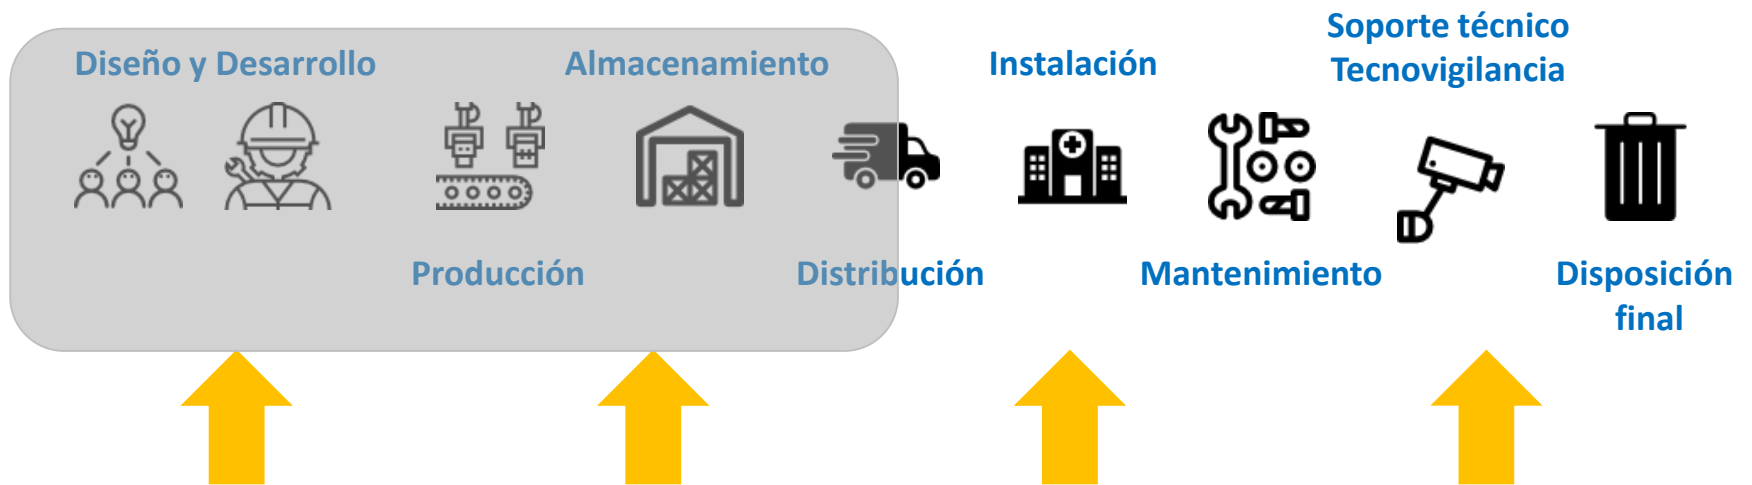 Diseño y Desarrollo
Producción
Almacenamiento
Distribución
Instalación
Mantenimiento
Soporte técnico
Tecnovigilancia
Disposición
final